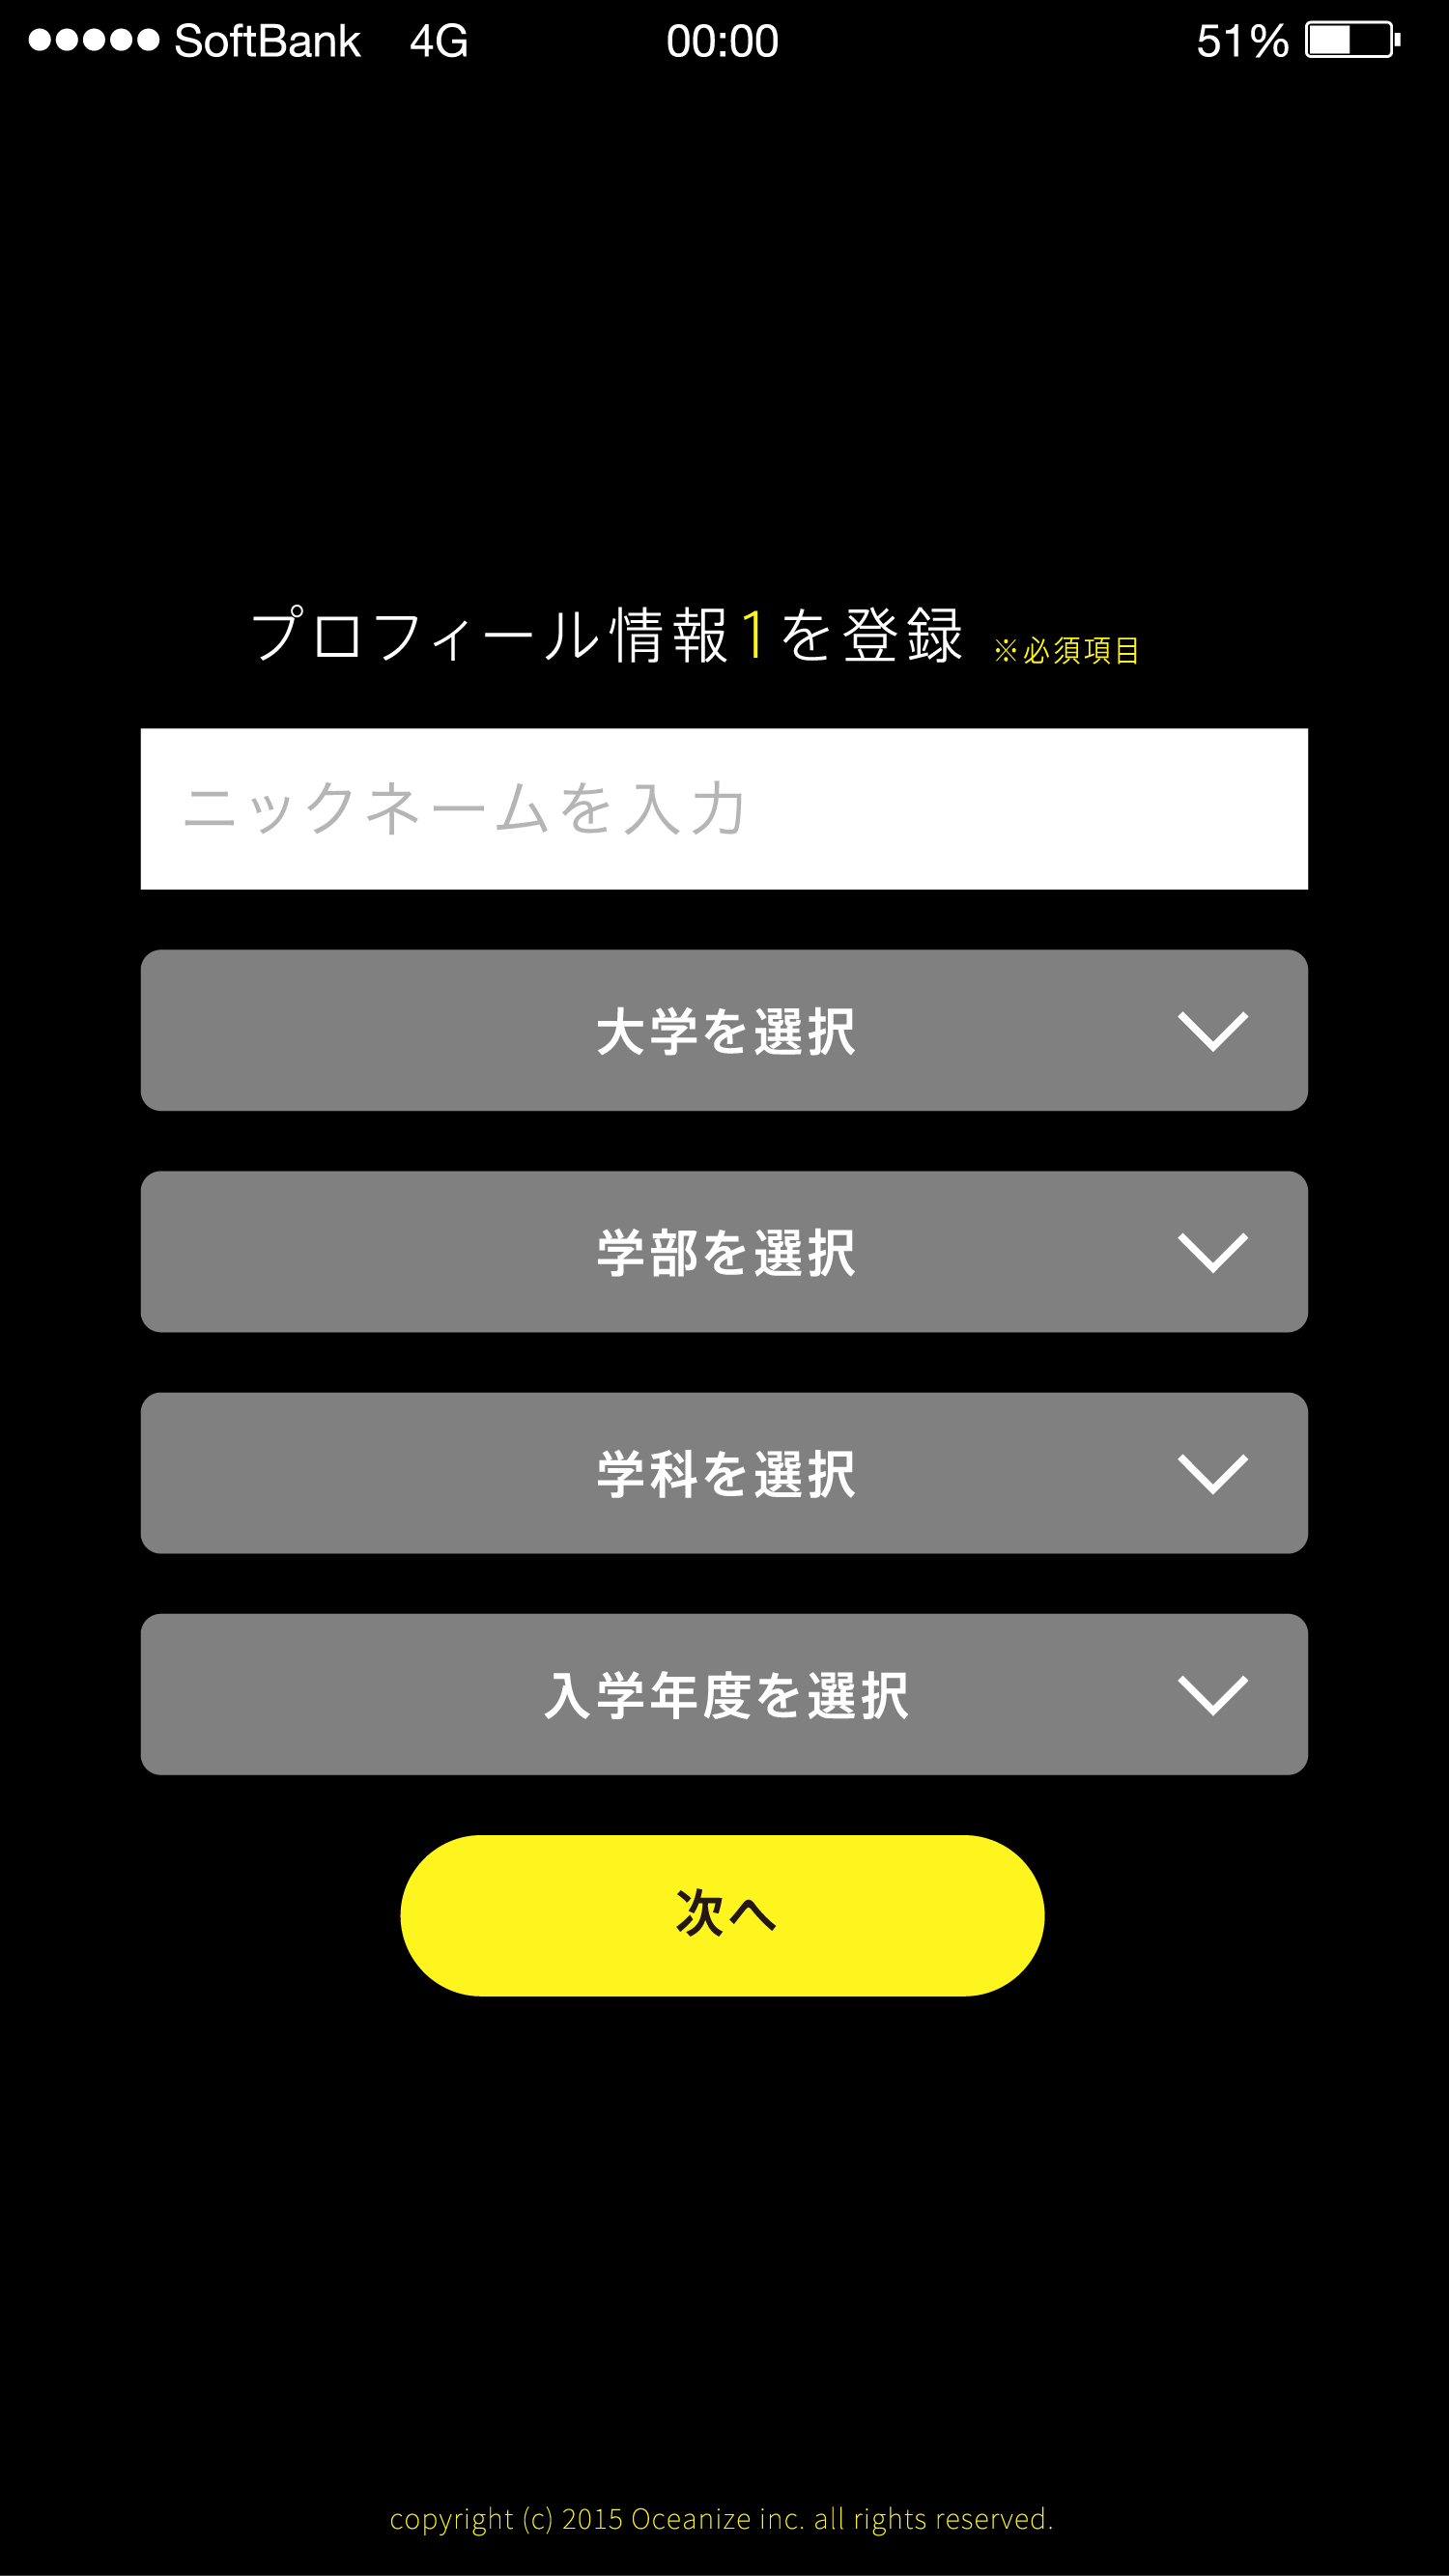 SoftBank 4G 00:00 51%
プロフィール情報1を登録 ※必須項目
ニックネームを入力
大学を選択
学部を選択
学科を選択
入学年度を選択
次へ
copyright (c) 2015 Oceanize inc. all rights reserved.